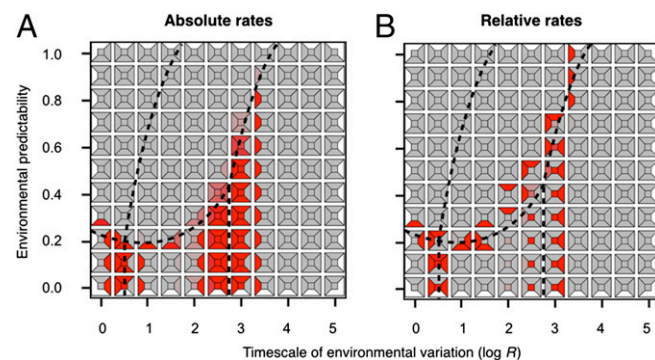 A
Absolute rates
B
Relative rates
Environmental predictability
1.0
0.8
0.6
0.4
0.2
0.0
0 1 2 3 4 5
0 1 2 3 4 5
Timescale of environmental variation (log R)